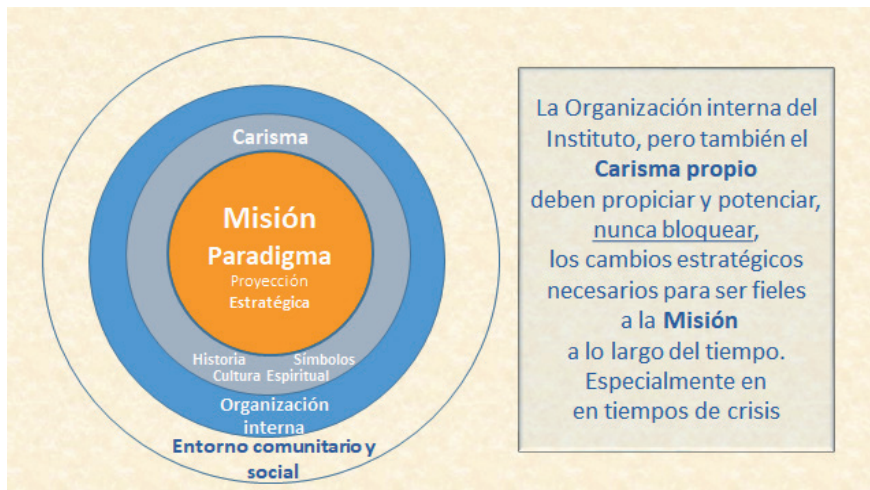 Carisma
Misión
Paradigma
Proyección
Estratégica
Historia Símbolos
Cultura Espiritual
Organización
interna
Entorno comunitario y
social
La Organización interna del
Instituto, pero también el
Carisma propio
deben propiciar y potenciar,
nunca bloquear,
los cambios estratégicos
necesarios para ser fieles
a la Misión
a lo largo del tiempo.
Especialmente en
en tiempos de crisis